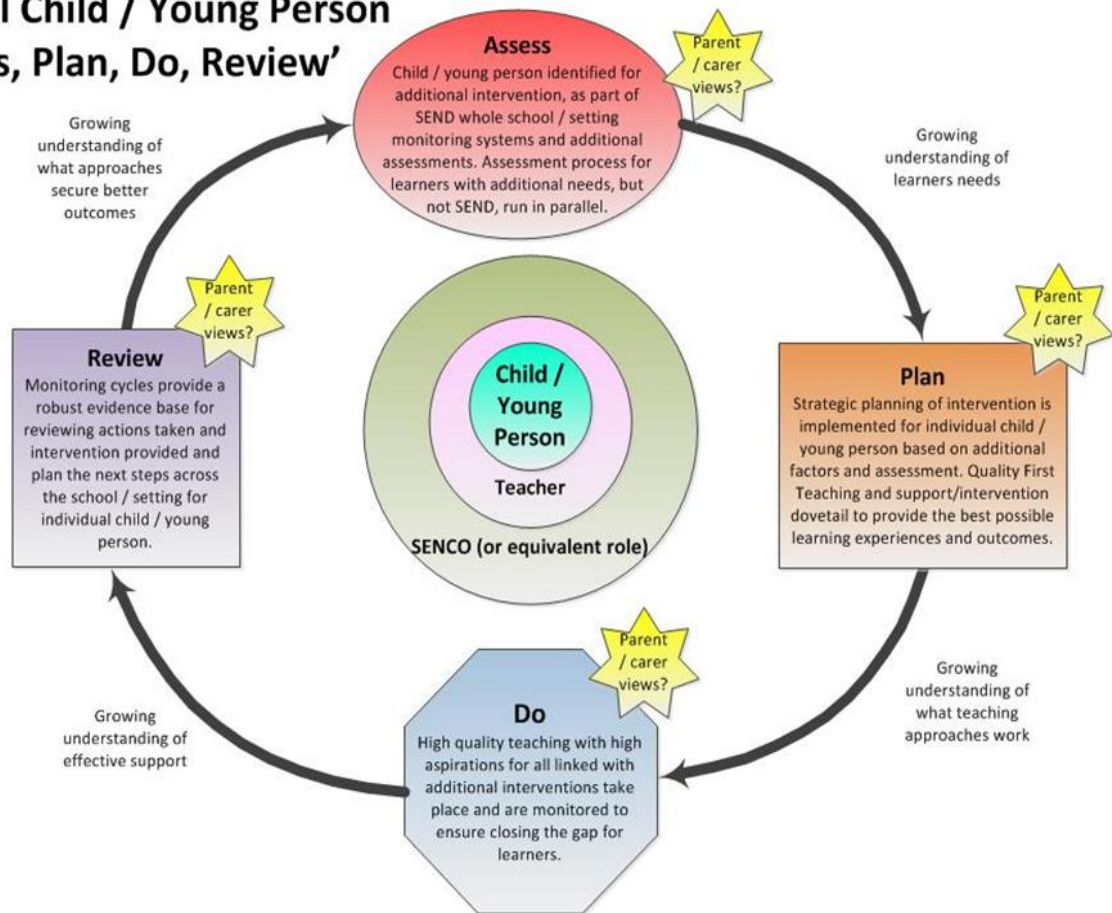 Child / Young Person
Plan, Do, Review’
Assess
Child / young person identified for
additional intervention, as part of
SEND whole school / setting
monitoring systems and additional
assessments. Assessment process for
learners with additional needs, but
not SEND, run in parallel.
Parent
/ carer
views?
Growing
understanding of
learners needs
Parent
/ carer
views?
Plan
Strategic planning of intervention is
implemented for individual child /
young person based on additional
factors and assessment. Quality First
Teaching and support/intervention
dovetail to provide the best possible
learning experiences and outcomes.
Growing
understanding of
what teaching
approaches work
Parent
/ carer
views?
Do
High quality teaching with high
aspirations for all linked with
additional interventions take
place and are monitored to
ensure closing the gap for
learners.
Growing
understanding of
effective support
Parent
/ carer
views?
Review
Monitoring cycles provide a
robust evidence base for
reviewing actions taken and
intervention provided and
plan the next steps across
the school / setting for
individual child / young
person.
Growing
understanding of
what approaches
secure better
outcomes
Child /
Young
Person
Teacher
SENCO (or equivalent role)